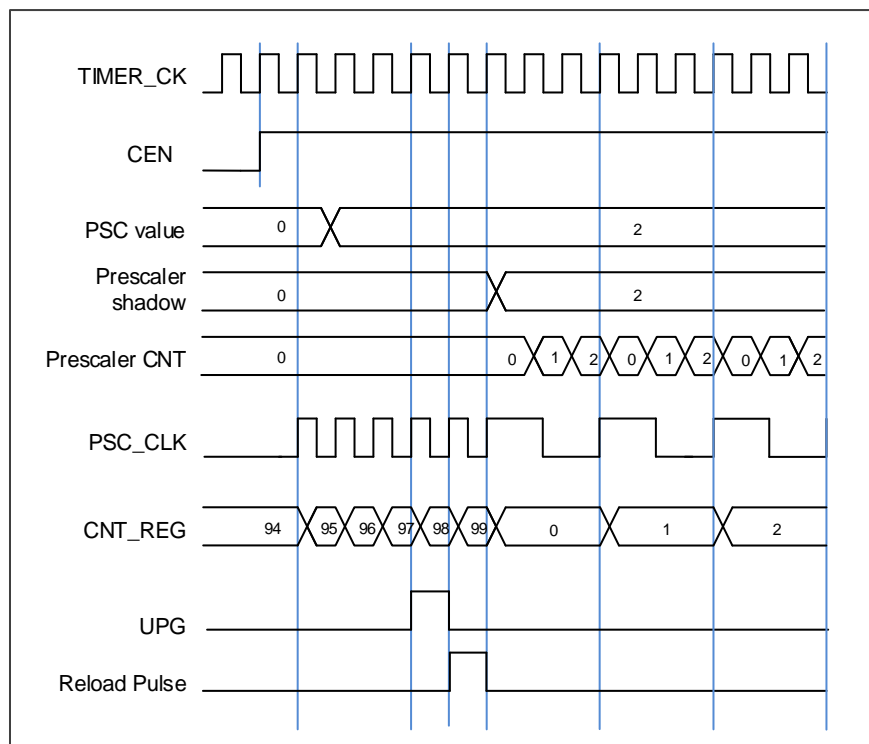 TIMER_CK
CEN
PSC value 0 2
Prescaler
shadow 0 2
Prescaler CNT 0 0 1 2 0 1 2 0 1 2
PSC_CLK
CNT_REG 94 95 96 97 98 99 0 1 2
UPG
Reload Pulse